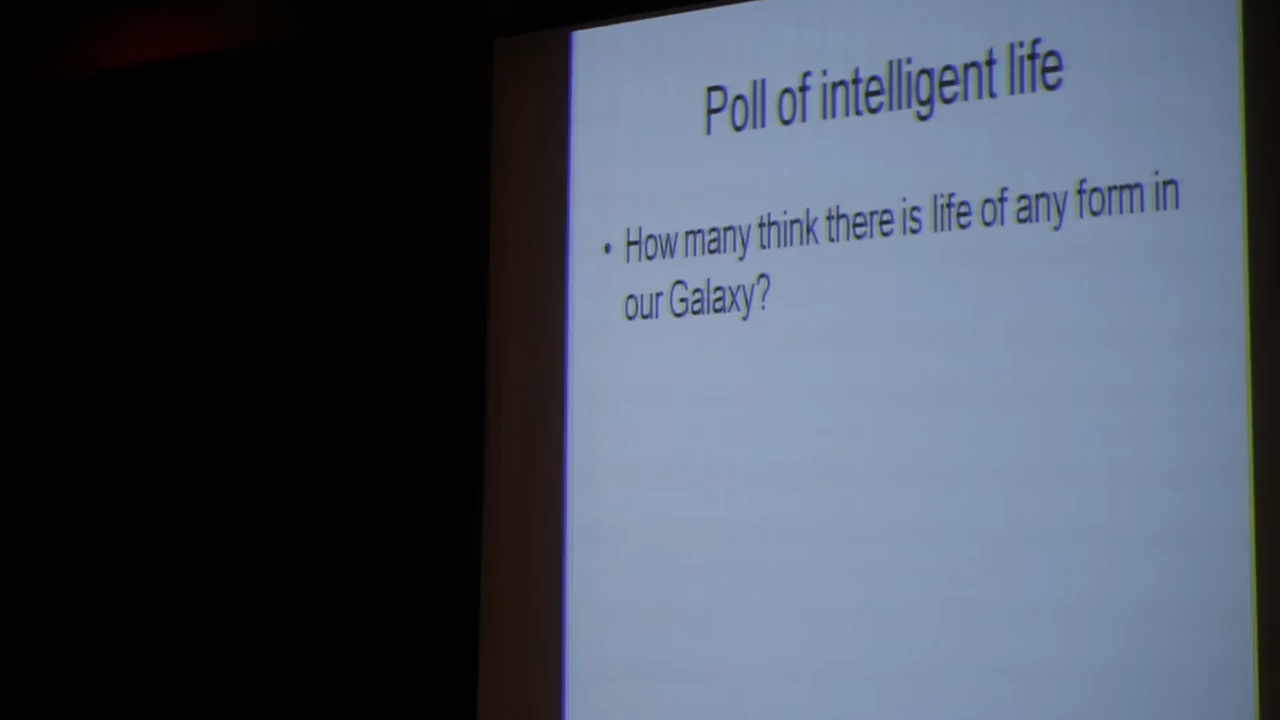 Poll of intelligent life
• How many think there is life of any form in
our Galaxy?